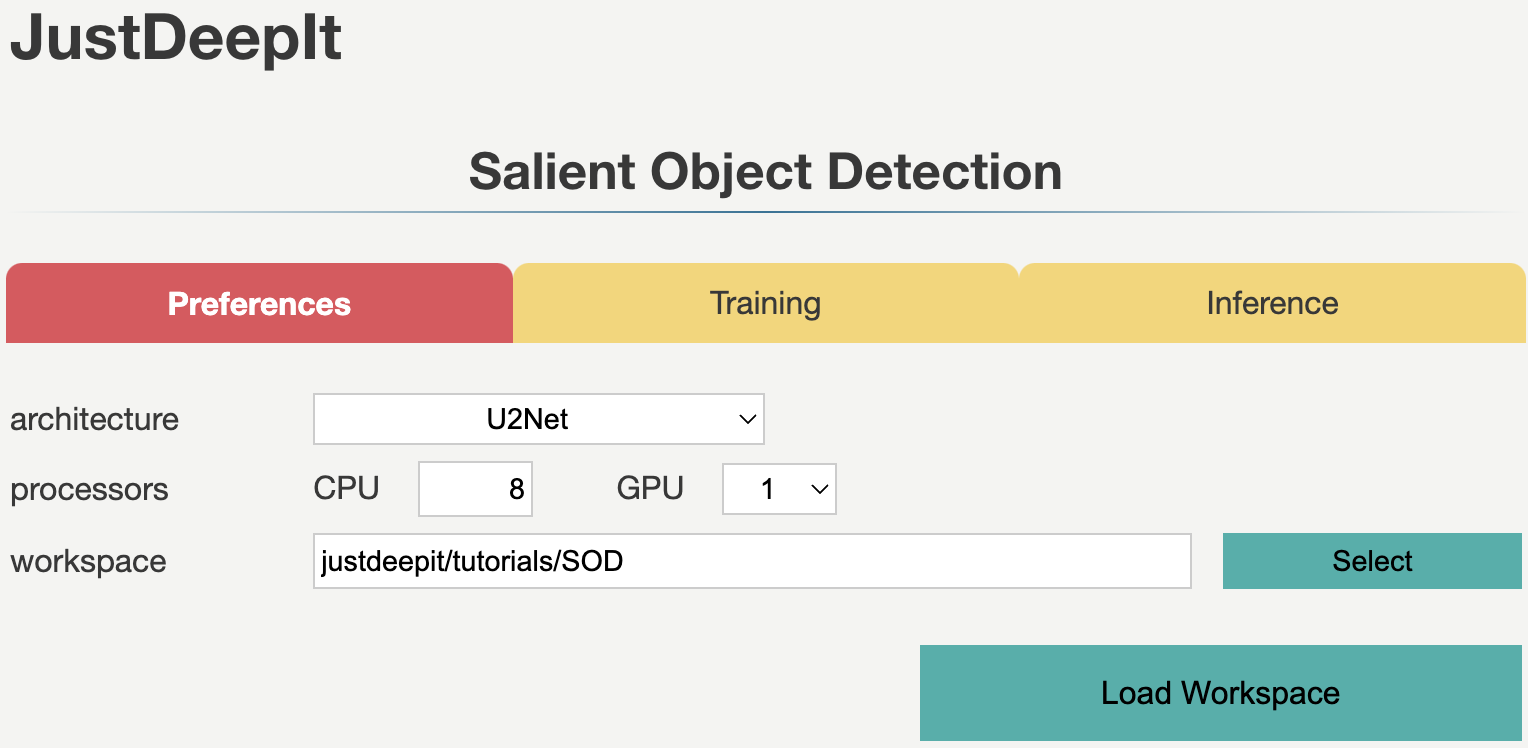 JustDeepIt
Salient Object Detection
Preferences Training Inference
architecture U2Net
processors CPU 8 GPU 1
workspace justdeepit/tutorials/SOD Select
Load Workspace